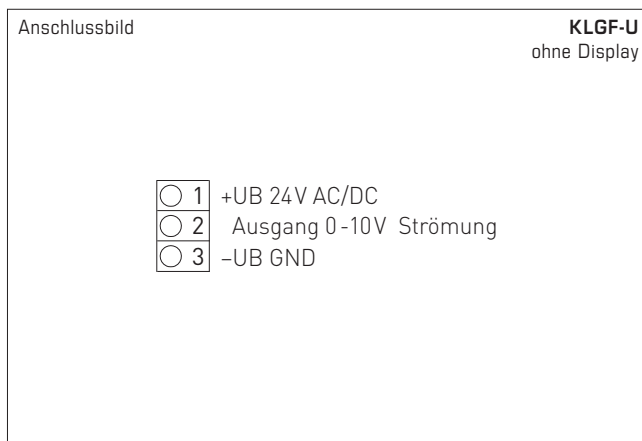 Anschlussbild
KLGF-U
ohne Display
1 +UB 24V AC/DC
2 Ausgang 0-10V Strömung
3 –UB GND